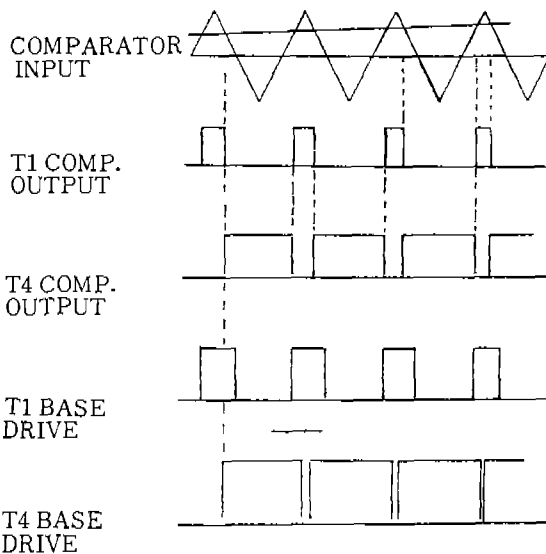 COMPARATOR
INPUT
T1 COMP.
OUTPUT
T4 COMP.
OUTPUT
T1 BASE
DRIVE
T4 BASE
DRIVE